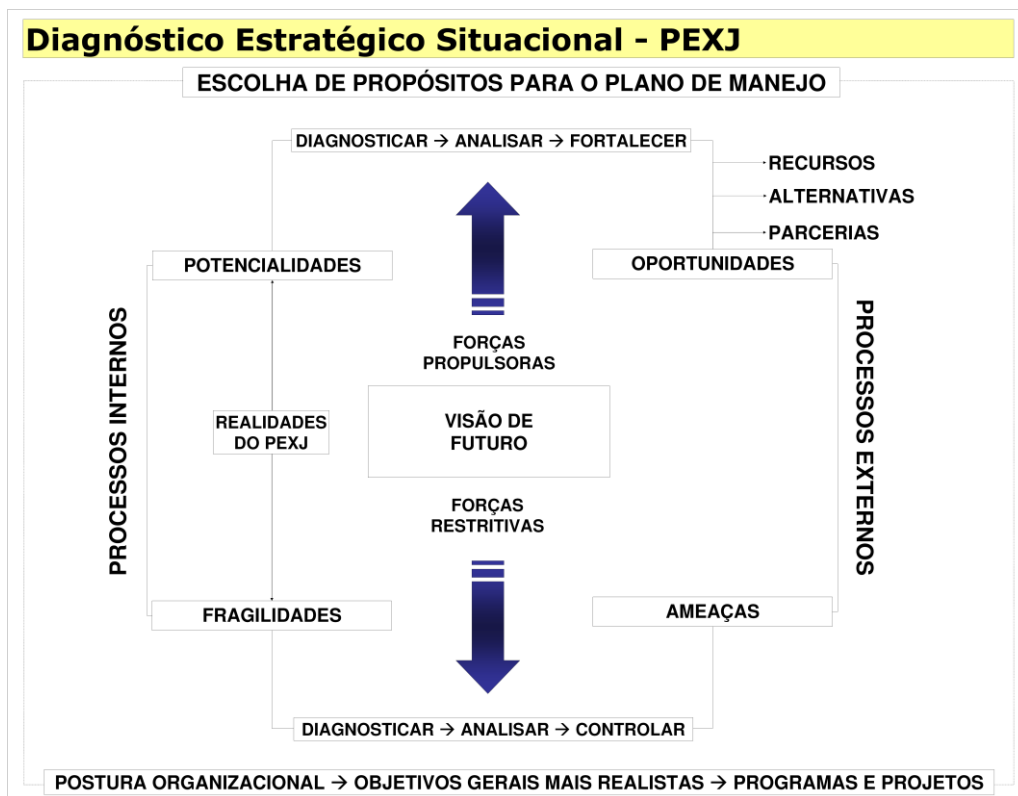 Diagnóstico Estratégico Situacional - PEXJ
ESCOLHA DE PROPÓSITOS PARA O PLANO DE MANEJO
DIAGNOSTICAR → ANALISAR → FORTALECER
RECURSOS
ALTERNATIVAS
PARCERIAS
POTENCIALIDADES
OPORTUNIDADES
PROCESSOS INTERNOS
FORÇAS
PROPULSORAS
REALIDADES
DO PEXJ
VISÃO DE
FUTURO
PROCESSOS EXTERNOS
FORÇAS
RESTRITIVAS
FRAGILIDADES
AMEAÇAS
DIAGNOSTICAR → ANALISAR → CONTROLAR
POSTURA ORGANIZACIONAL → OBJETIVOS GERAIS MAIS REALISTAS → PROGRAMAS E PROJETOS